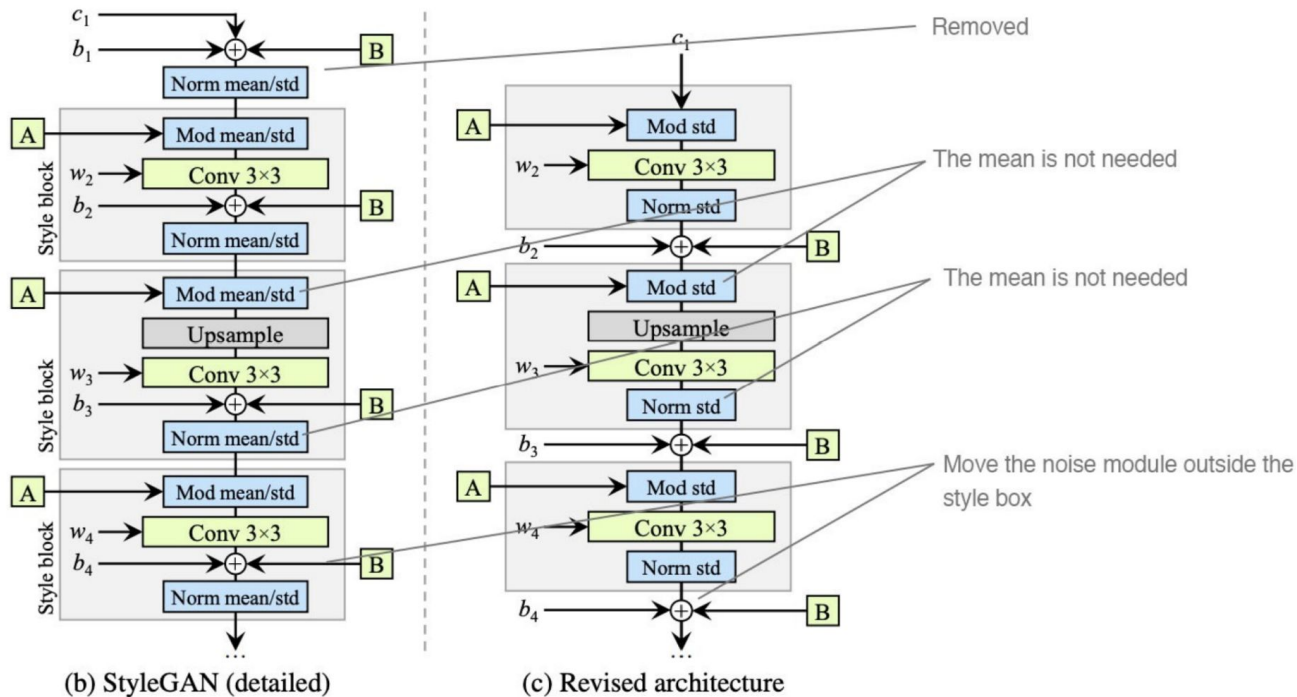 c1
b1
+
B
Norm mean/std
A
Mod mean/std
w2
Conv 3×3
b2
+
B
Norm mean/std
Style block
A
Mod mean/std
Upsample
w3
Conv 3×3
b3
+
B
Norm mean/std
Style block
A
Mod mean/std
w4
Conv 3×3
b4
+
B
Norm mean/std
Style block
...
(b) StyleGAN (detailed)
c1
A
Mod std
w2
Conv 3×3
Norm std
b2
+
B
A
Mod std
Upsample
w3
Conv 3×3
Norm std
b3
+
B
A
Mod std
w4
Conv 3×3
Norm std
b4
+
B
...
(c) Revised architecture
Removed
The mean is not needed
The mean is not needed
Move the noise module outside the
style box